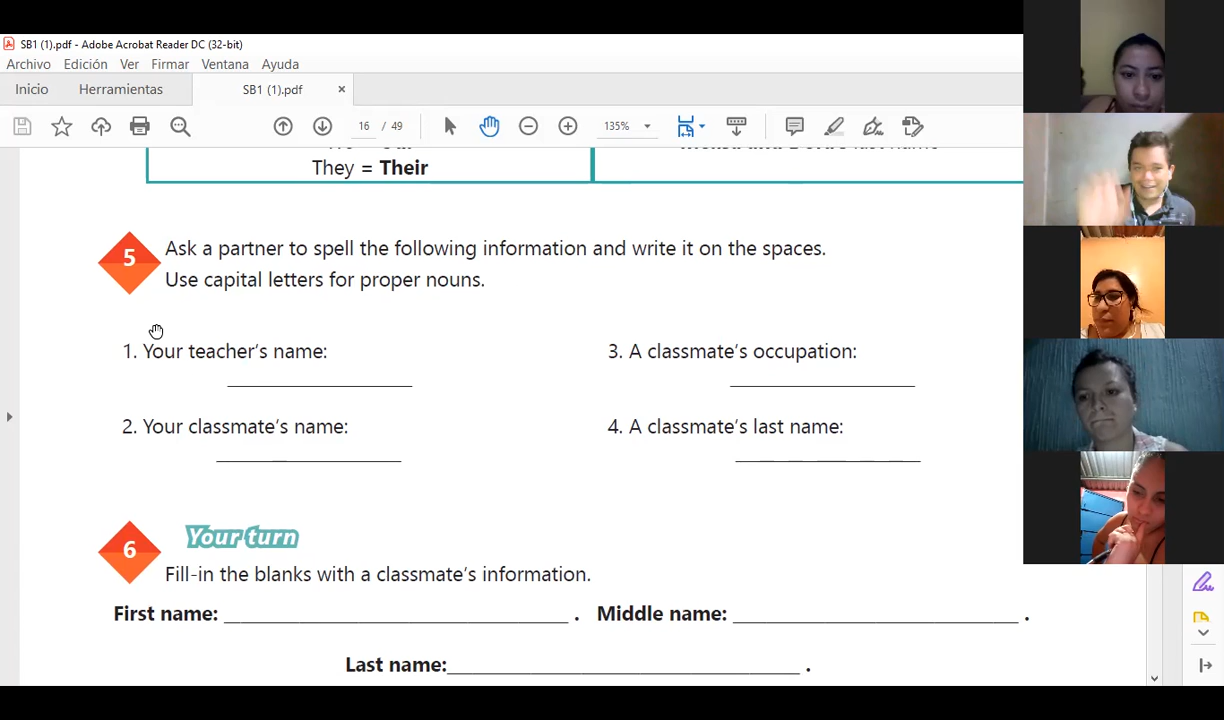 SB1 (1).pdf - Adobe Acrobat Reader DC (32-bit)
Archivo Edición Ver Firmar Ventana Ayuda
Inicio Herramientas SB1 (1).pdf ×
16 / 49 135%
They = Their
5 Ask a partner to spell the following information and write it on the spaces.
Use capital letters for proper nouns.
1. Your teacher's name:
3. A classmate's occupation:
2. Your classmate's name:
4. A classmate's last name:
6 Your turn
Fill-in the blanks with a classmate's information.
First name: ______________. Middle name: ______________.
Last name:______________.